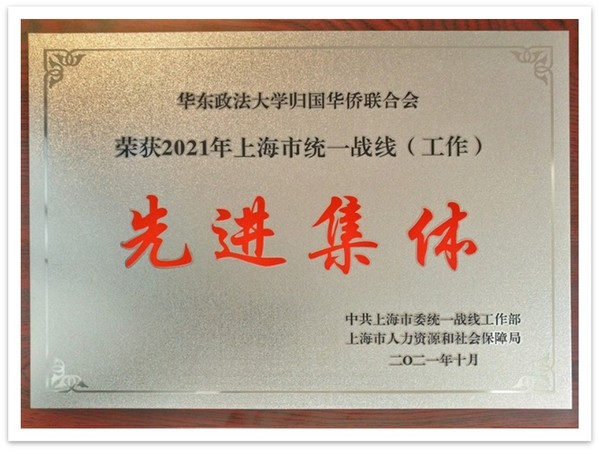 华东政法大学归国华侨联合会
荣获2021年上海市统一战线（工作）
先进集体
中共上海市委统一战线工作部
上海市人力资源和社会保障局
二〇二一年十月